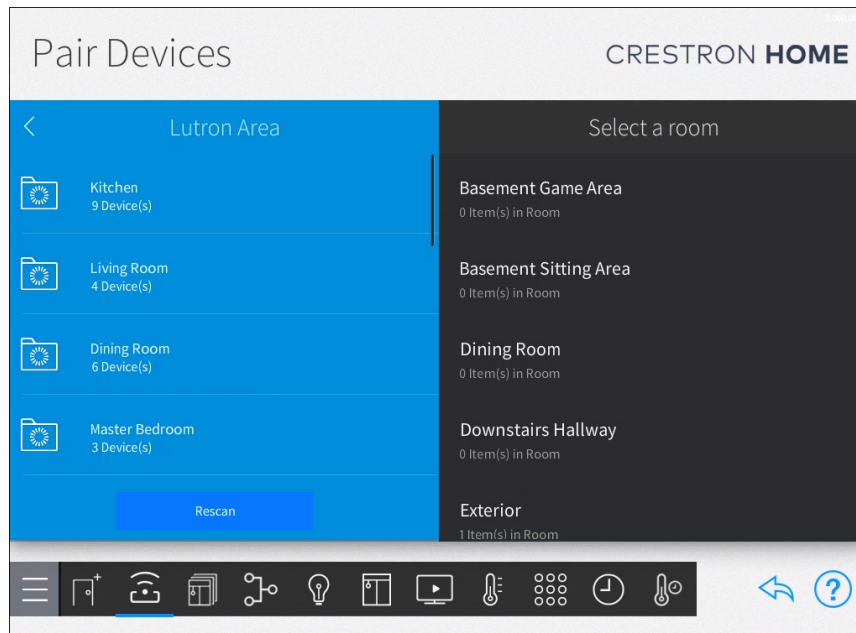 Pair Devices
CRESTRON HOME
Lutron Area
Kitchen
9 Device(s)
Living Room
4 Device(s)
Dining Room
6 Device(s)
Master Bedroom
3 Device(s)
Rescan
Select a room
Basement Game Area
0 Item(s) in Room
Basement Sitting Area
0 Item(s) in Room
Dining Room
0 Item(s) in Room
Downstairs Hallway
0 Item(s) in Room
Exterior
1 Item(s) in Room
?